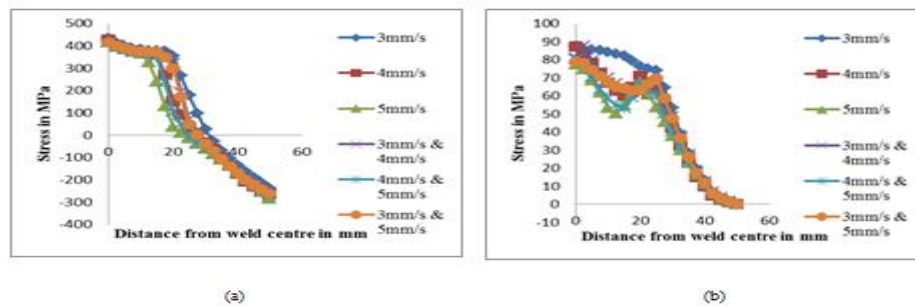 500
400
300
200
100
0
-100
-200
-300
-400
0
20
40
60
Stress in MPa
Distance from weld centre in mm
3mm/s
4mm/s
5mm/s
3mm/s &
4mm/s
4mm/s &
5mm/s
3mm/s &
5mm/s
(a)
100
90
80
70
60
50
40
30
20
10
0
0
20
40
60
Stress in MPa
Distance from weld centre in mm
3mm/s
4mm/s
5mm/s
3mm/s &
4mm/s
4mm/s &
5mm/s
3mm/s &
5mm/s
(b)